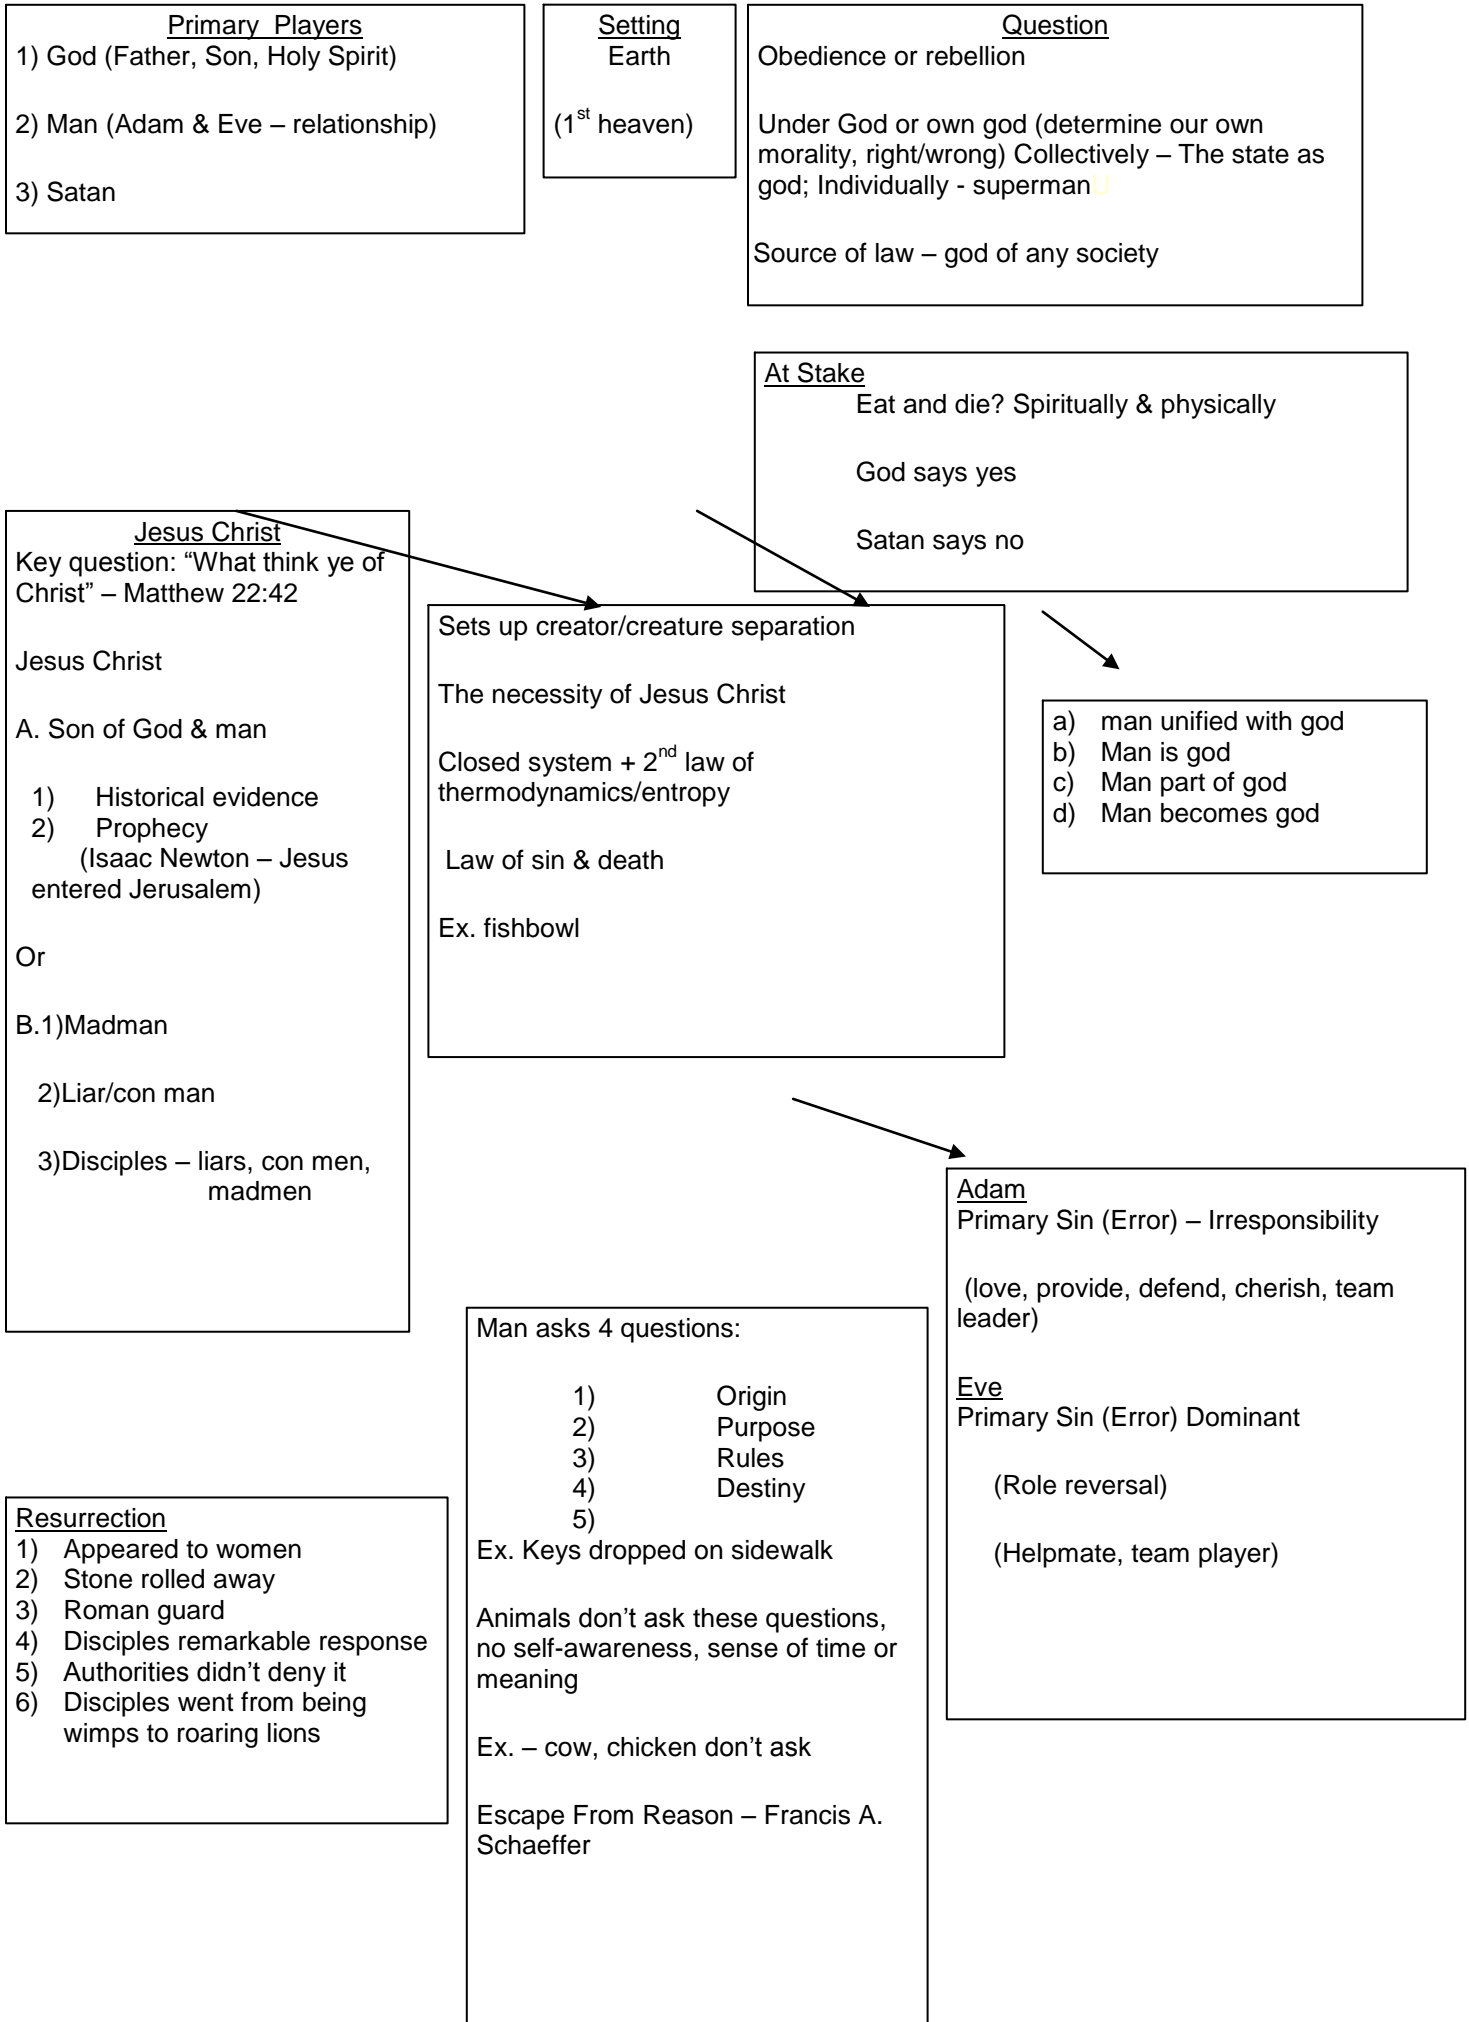 Primary Players
1) God (Father, Son, Holy Spirit)
2) Man (Adam & Eve – relationship)
3) Satan
Setting
Earth
(1st heaven)
Question
Obedience or rebellion
Under God or own god (determine our own
morality, right/wrong) Collectively – The state as
god; Individually - supermanU
Source of law – god of any society
At Stake
Eat and die? Spiritually & physically
God says yes
Satan says no
Jesus Christ
Key question: “What think ye of
Christ” – Matthew 22:42
Jesus Christ
A. Son of God & man
1) Historical evidence
2) Prophecy
(Isaac Newton – Jesus
entered Jerusalem)
Or
B.1)Madman
2)Liar/con man
3)Disciples – liars, con men,
madmen
Sets up creator/creature separation
The necessity of Jesus Christ
Closed system + 2nd law of
thermodynamics/entropy
Law of sin & death
Ex. fishbowl
a) man unified with god
b) Man is god
c) Man part of god
d) Man becomes god
Adam
Primary Sin (Error) – Irresponsibility
(love, provide, defend, cherish, team
leader)
Eve
Primary Sin (Error) Dominant
(Role reversal)
(Helpmate, team player)
Man asks 4 questions:
1) Origin
2) Purpose
3) Rules
4) Destiny
5)
Ex. Keys dropped on sidewalk
Animals don’t ask these questions,
no self-awareness, sense of time or
meaning
Ex. – cow, chicken don’t ask
Escape From Reason – Francis A.
Schaeffer
Resurrection
1) Appeared to women
2) Stone rolled away
3) Roman guard
4) Disciples remarkable response
5) Authorities didn’t deny it
6) Disciples went from being
wimps to roaring lions